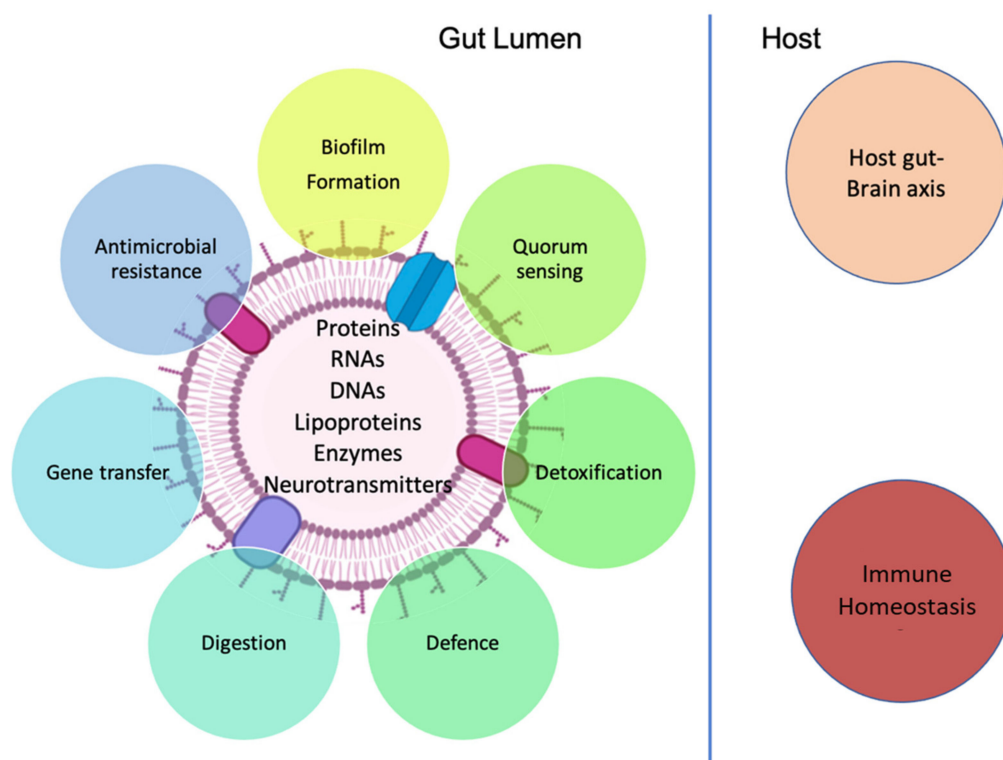 Gut Lumen
Host
Biofilm
Formation
Antimicrobial
resistance
Quorum
sensing
Gene transfer
Proteins
RNAs
DNAs
Lipoproteins
Enzymes
Neurotransmitters
Detoxification
Digestion
Defence
Host gut-
Brain axis
Immune
Homeostasis